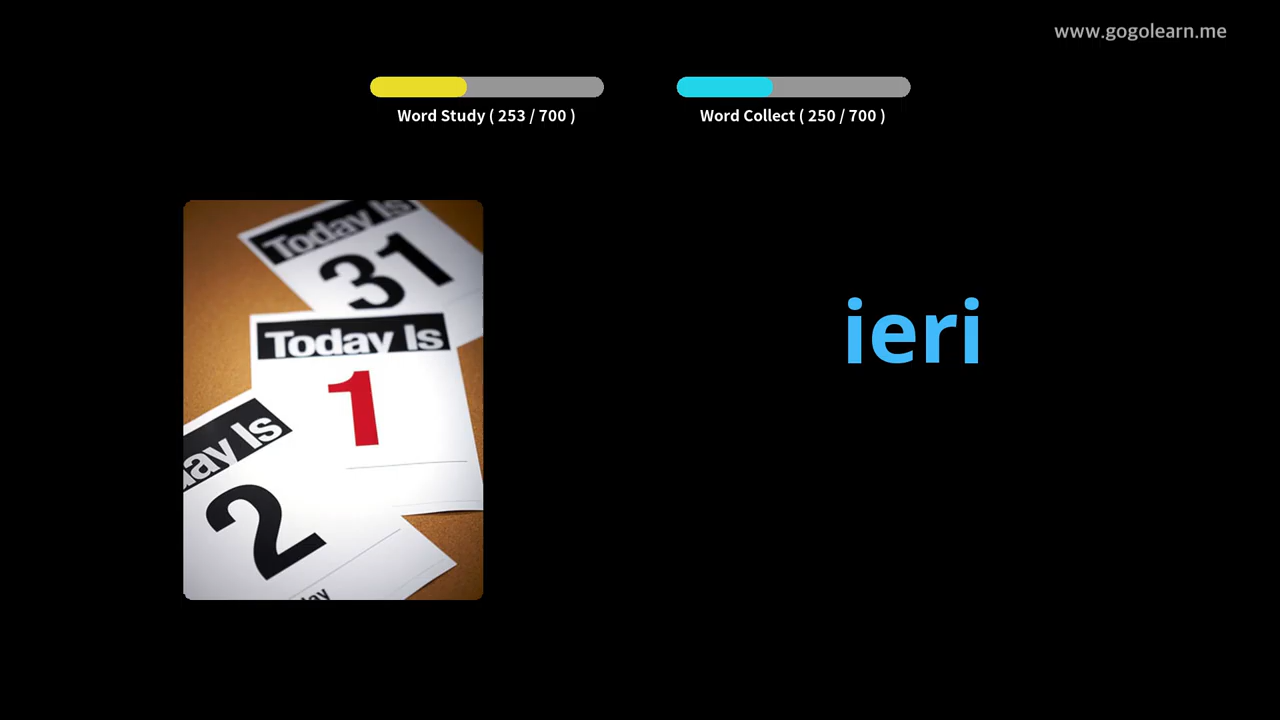 www.gogolearn.me
Word Study ( 253 / 700 )
Word Collect ( 250 / 700 )
Today Is
31
Today Is
1
ay Is
2
ieri